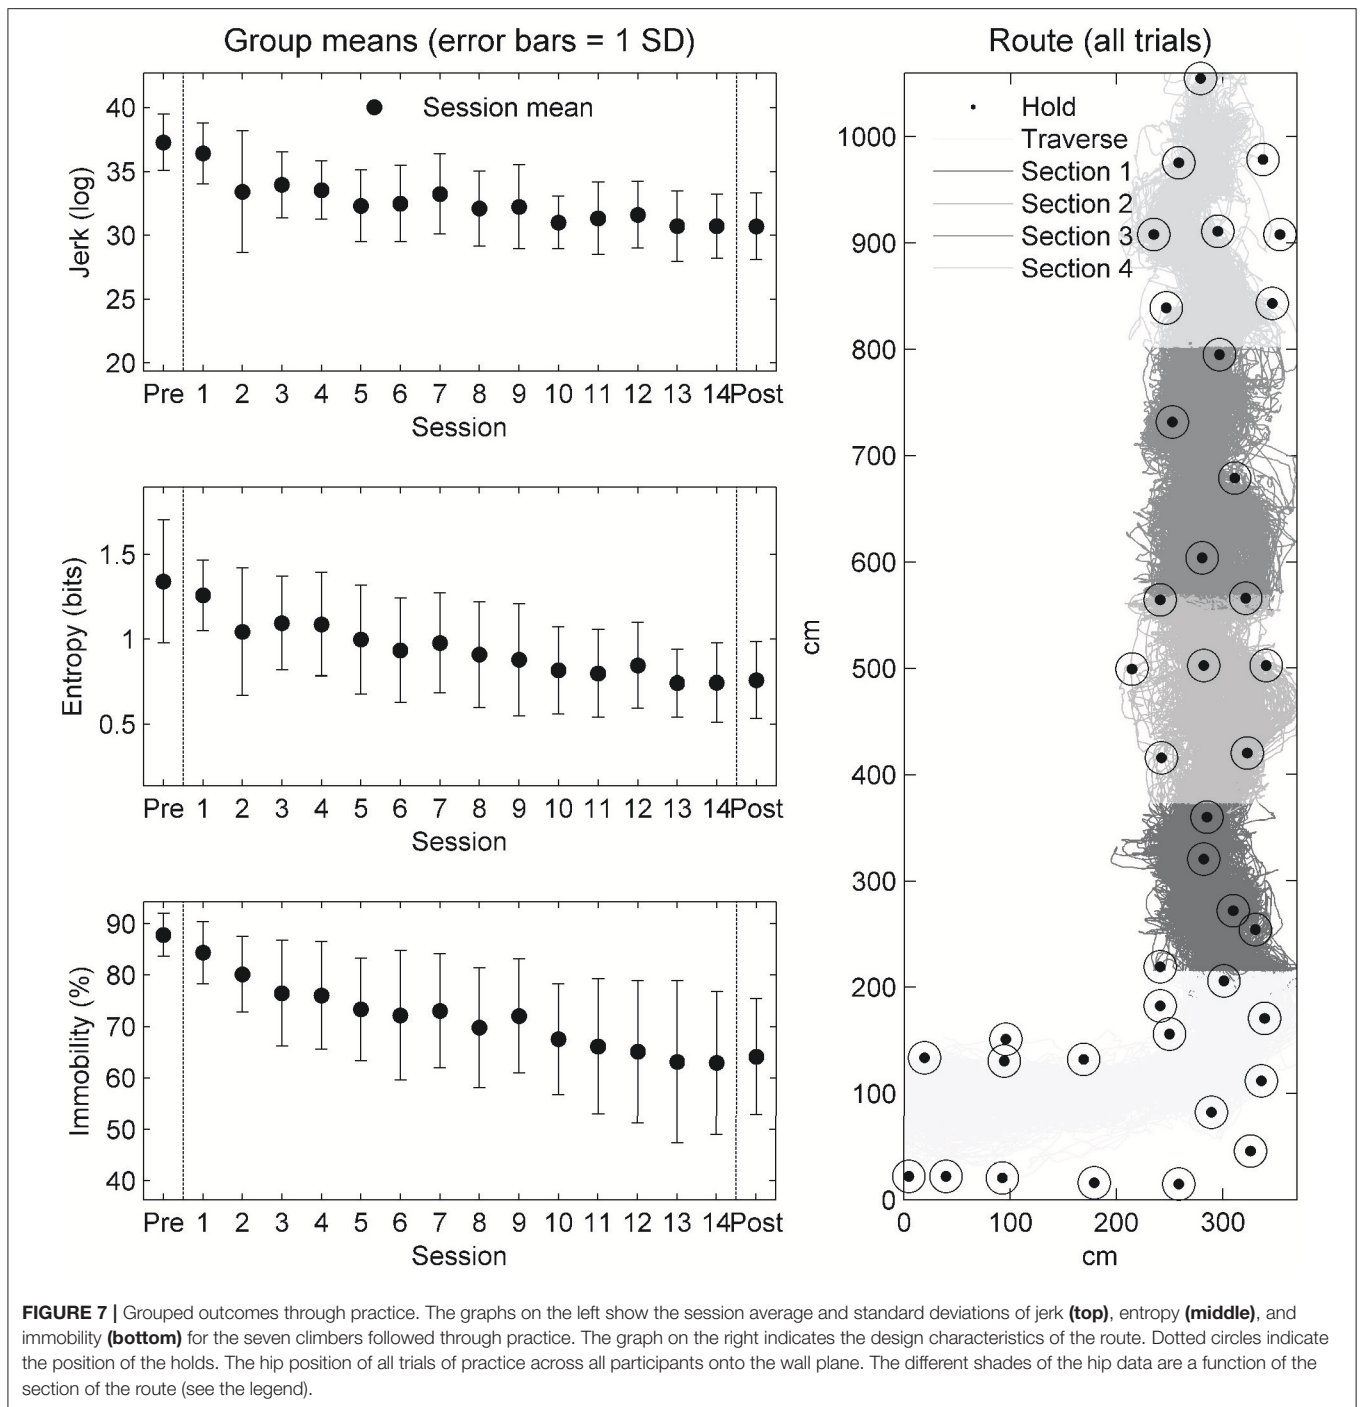 Group means (error bars = 1 SD)
40
35
30
25
20
Jerk (log)
Session mean
Pre 1 2 3 4 5 6 7 8 9 10 11 12 13 14 Post
Session
1.5
1
0.5
Entropy (bits)
Pre 1 2 3 4 5 6 7 8 9 10 11 12 13 14 Post
Session
90
80
70
60
50
40
Immobility (%)
Pre 1 2 3 4 5 6 7 8 9 10 11 12 13 14 Post
Session
Route (all trials)
Hold
Traverse
Section 1
Section 2
Section 3
Section 4
1000
900
800
700
600
500
400
300
200
100
0
cm
0 100 200 300
cm
FIGURE 7 | Grouped outcomes through practice. The graphs on the left show the session average and standard deviations of jerk (top), entropy (middle), and
immobility (bottom) for the seven climbers followed through practice. The graph on the right indicates the design characteristics of the route. Dotted circles indicate
the position of the holds. The hip position of all trials of practice across all participants onto the wall plane. The different shades of the hip data are a function of the
section of the route (see the legend).